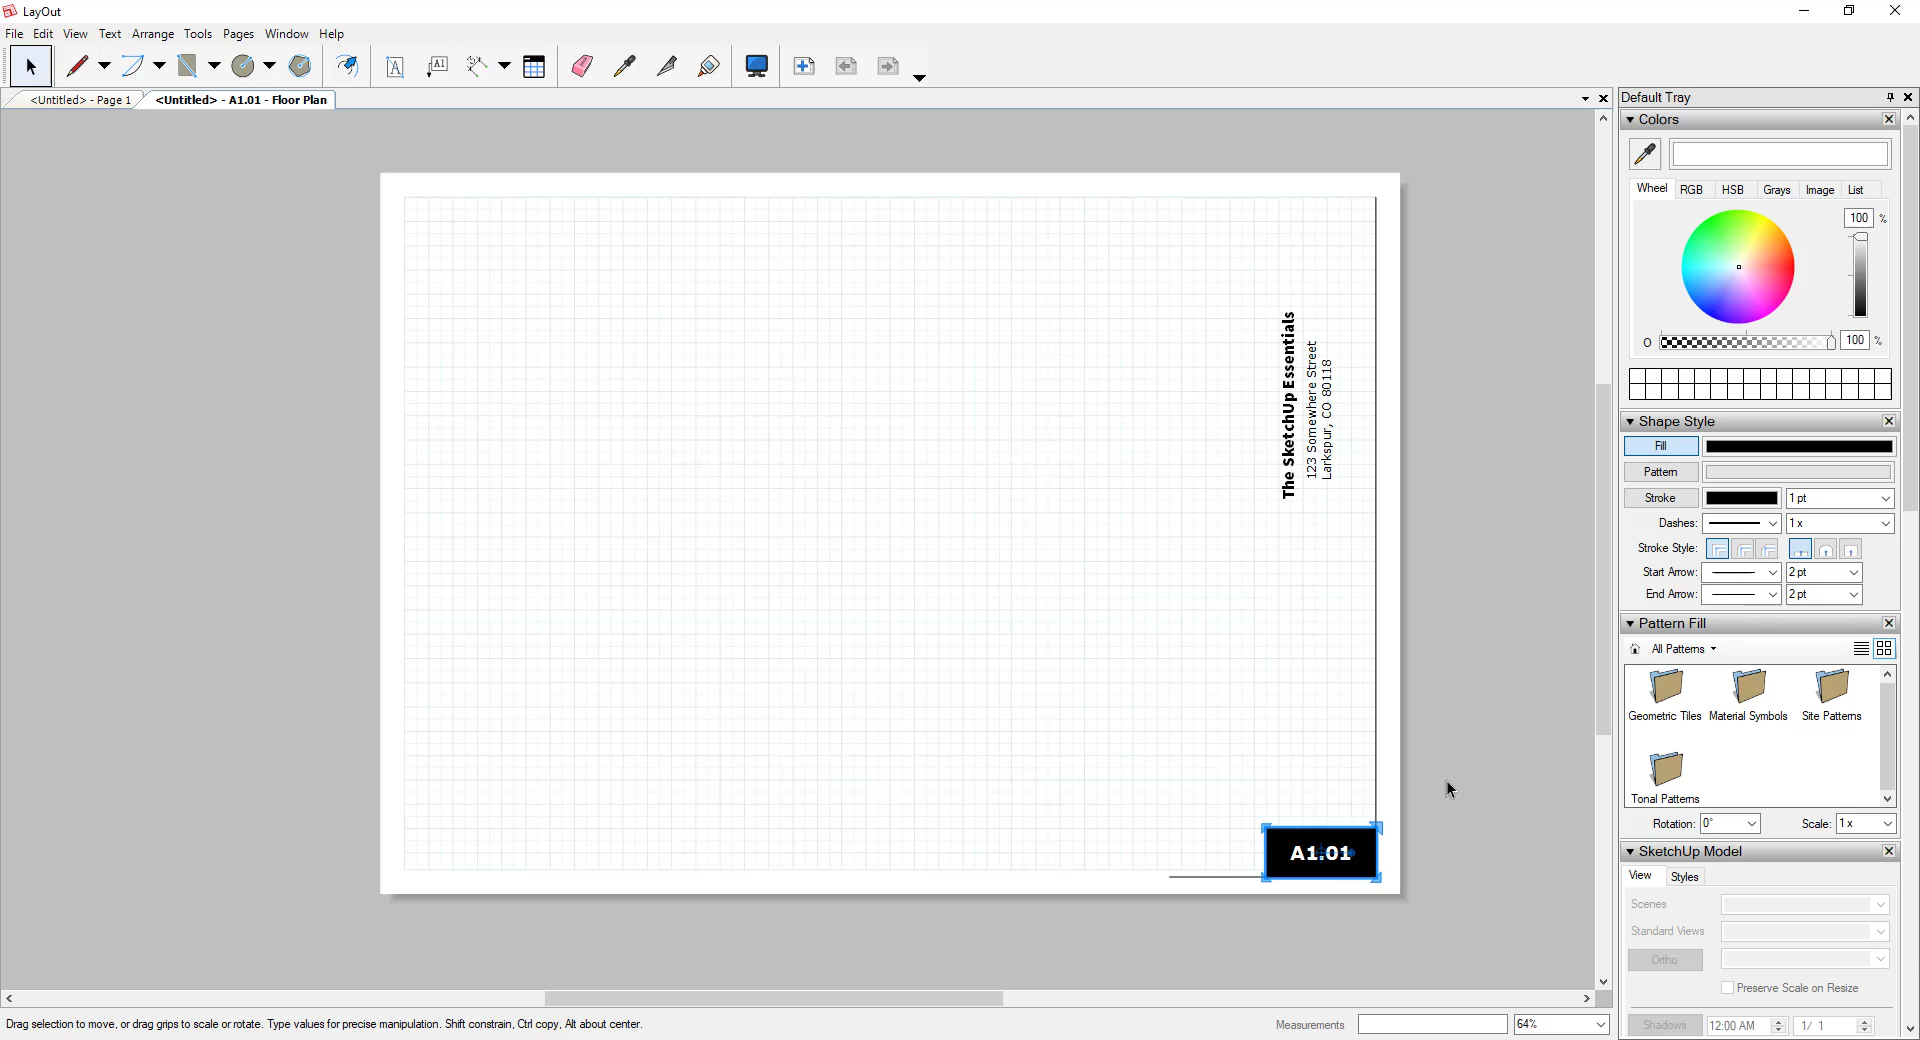 LayOut
File Edit View Text Arrange Tools Pages Window Help
<Untitled> - Page 1
<Untitled> - A1.01 - Floor Plan
The SketchUp Essentials
123 Somewhere Street
Larkspur, CO 80118
A1.01
Default Tray
Colors
Wheel RGB HSB Grays Image List
100 %
O 100 %
Shape Style
Fill
Pattern
Stroke 1 pt
Dashes: 1 x
Stroke Style:
Start Arrow: 2 pt
End Arrow: 2 pt
Pattern Fill
All Patterns
Geometric Tiles Material Symbols Site Patterns
Tonal Patterns
Rotation: 0° Scale: 1 x
SketchUp Model
View Styles
Scenes
Standard Views
Ortho
Preserve Scale on Resize
Shadows 12:00 AM 1/ 1
Drag selection to move, or drag grips to scale or rotate. Type values for precise manipulation. Shift constrain, Ctrl copy, Alt about center.
Measurements 64%